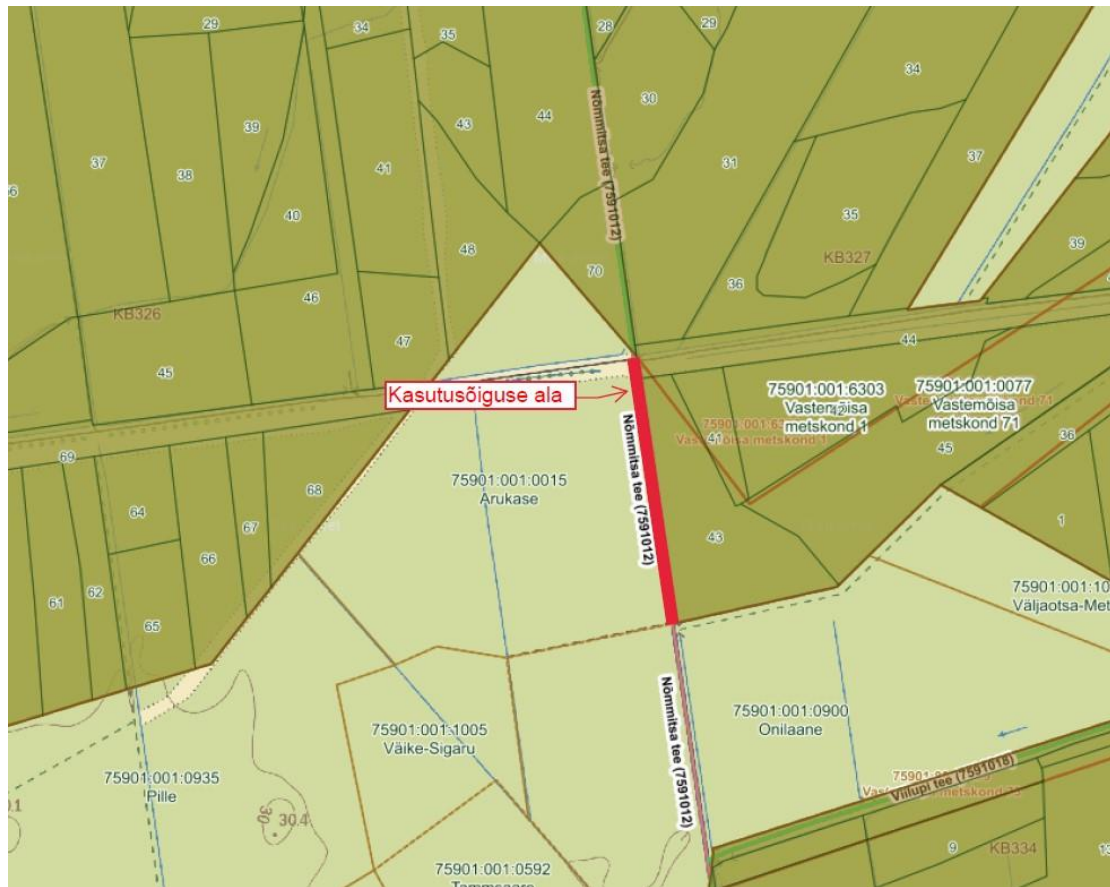 29
34
35
28
29
34
37
38
39
40
41
43
44
30
31
37
35
KB327
39
36
48
70
46
47
KB326
45
44
Kasutusõiguse ala
Nõmmitsa tee (7591012)
Nõmmitsa tee (7591012)
Nõmmitsa tee (7591012)
75901:001:6303
Vastemõisa
metskond 1
75901:001:0077
Vastemõisa
metskond 71
42
41
45
36
43
1
69
68
64
67
66
62
61
65
75901:001:0015
Arukase
75901:001:10
Väljaotsa-Met
75901:001:1005
Väike-Sigaru
75901:001:0900
Onilaane
75901:001:0935
Pille
30
30.4
75901:001:0592
Viilupi tee (7591018)
9
KB334